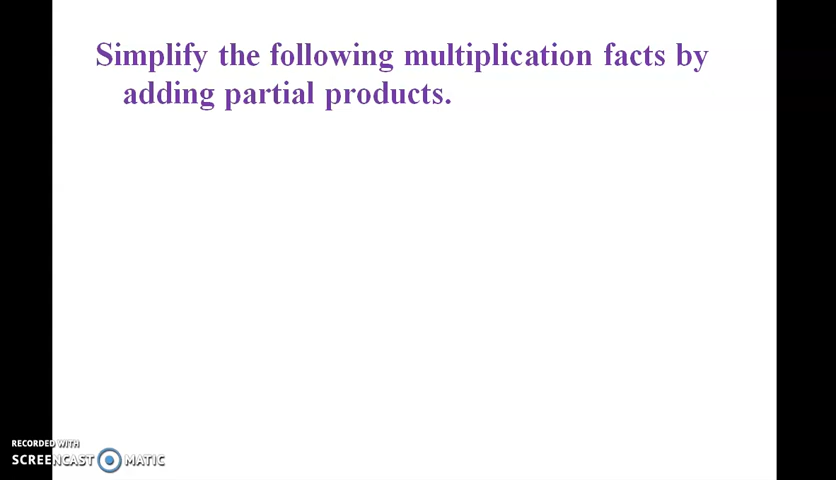 Simplify the following multiplication facts by
adding partial products.
RECORDED WITH
SCREENCAST MATIC